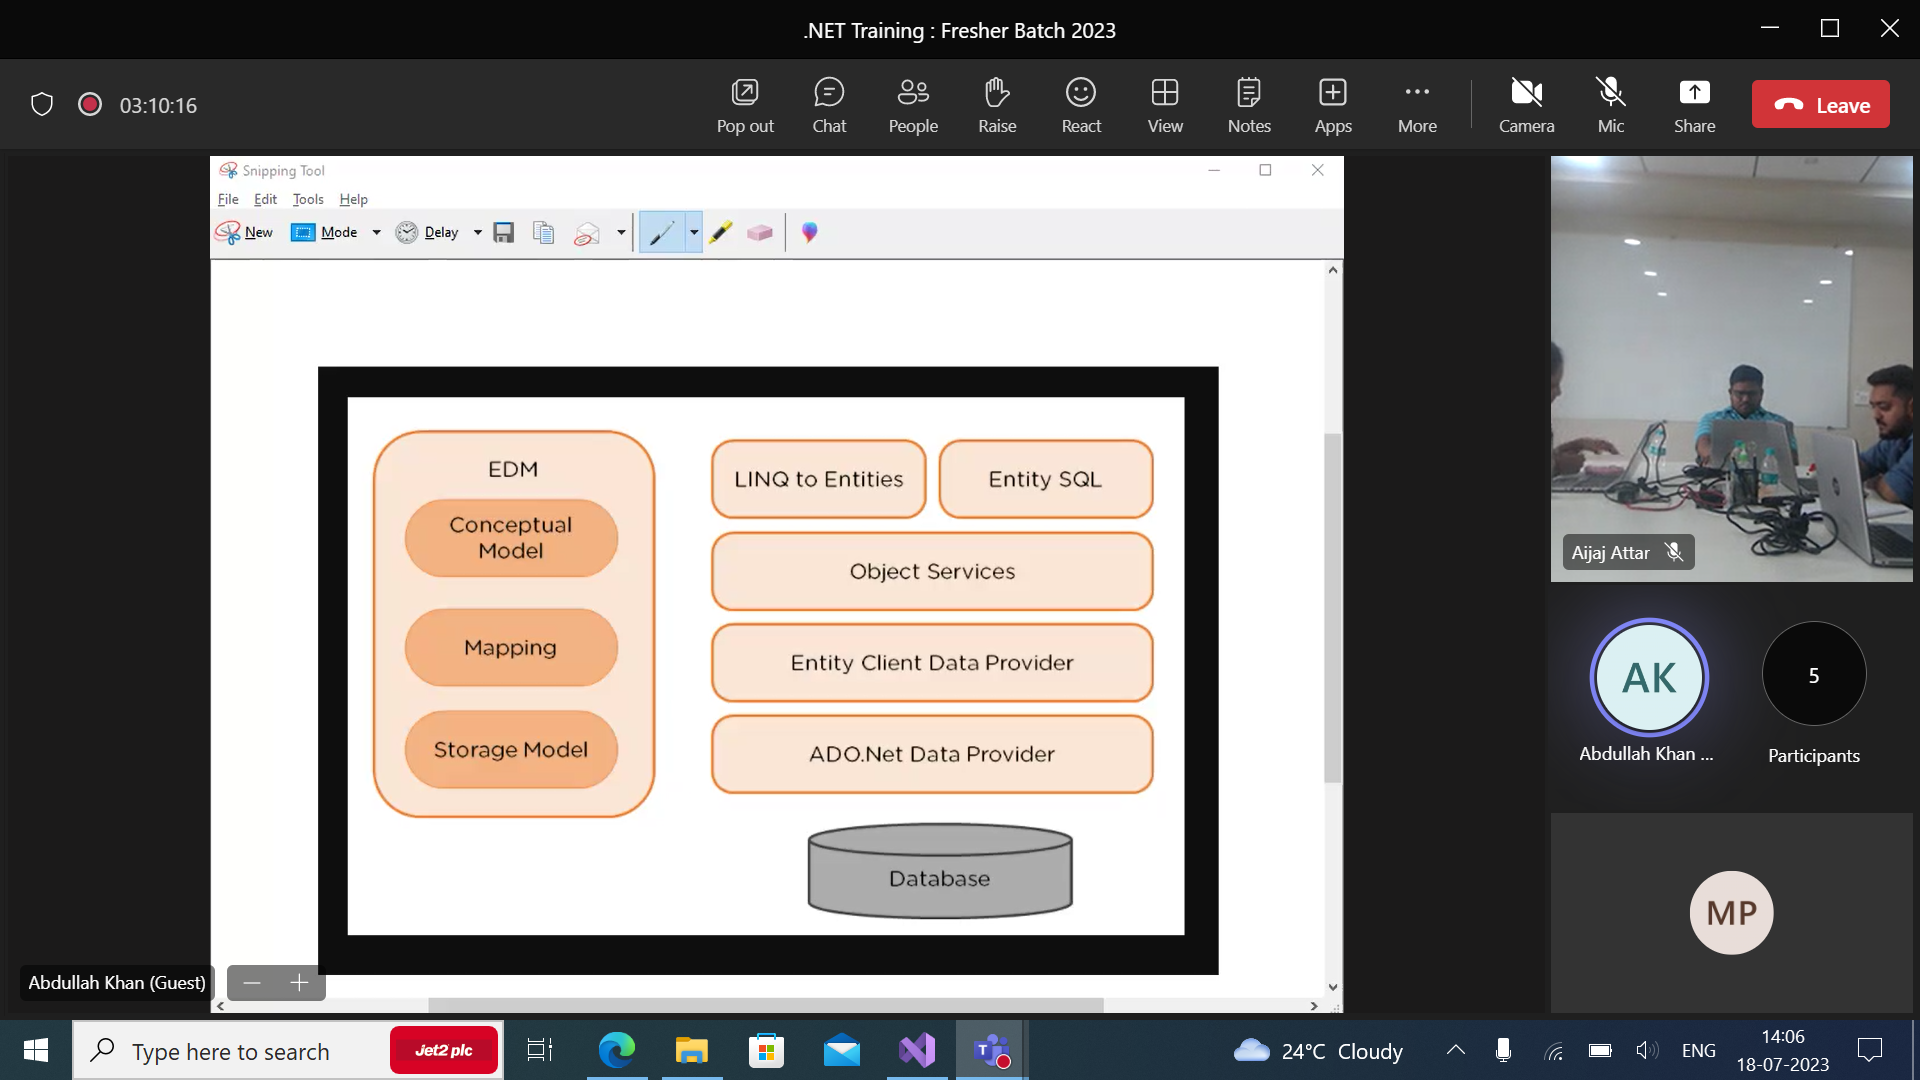 .NET Training : Fresher Batch 2023
03:10:16
Pop out
Chat
People
Raise
React
View
Notes
Apps
More
Camera
Mic
Share
Leave
Snipping Tool
File Edit Tools Help
New Mode Delay
EDM
Conceptual
Model
Mapping
Storage Model
LINQ to Entities
Entity SQL
Object Services
Entity Client Data Provider
ADO.Net Data Provider
Database
Abdullah Khan (Guest)
Aijaj Attar
AK
Abdullah Khan ...
5
Participants
MP
Type here to search
Jet2 plc
24°C Cloudy
ENG
14:06
18-07-2023